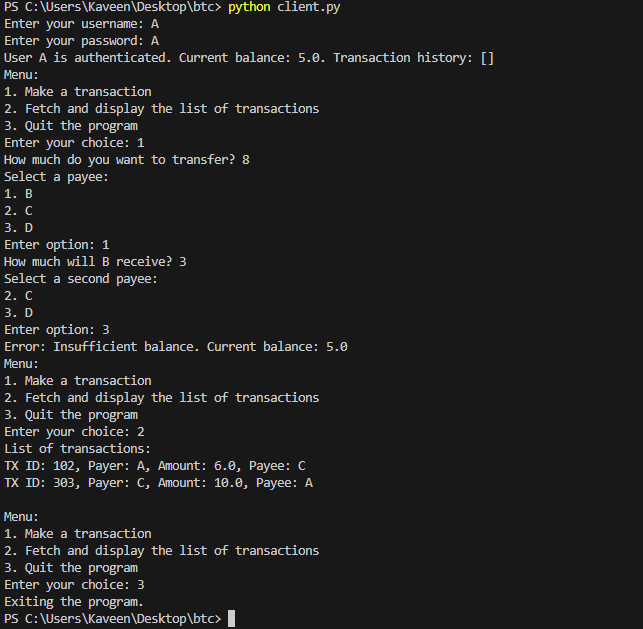 PS C:\Users\Kaveen\Desktop\btc> python client.py
Enter your username: A
Enter your password: A
User A is authenticated. Current balance: 5.0. Transaction history: []
Menu:
1. Make a transaction
2. Fetch and display the list of transactions
3. Quit the program
Enter your choice: 1
How much do you want to transfer? 8
Select a payee:
1. B
2. C
3. D
Enter option: 1
How much will B receive? 3
Select a second payee:
2. C
3. D
Enter option: 3
Error: Insufficient balance. Current balance: 5.0
Menu:
1. Make a transaction
2. Fetch and display the list of transactions
3. Quit the program
Enter your choice: 2
List of transactions:
TX ID: 102, Payer: A, Amount: 6.0, Payee: C
TX ID: 303, Payer: C, Amount: 10.0, Payee: A

Menu:
1. Make a transaction
2. Fetch and display the list of transactions
3. Quit the program
Enter your choice: 3
Exiting the program.
PS C:\Users\Kaveen\Desktop\btc>